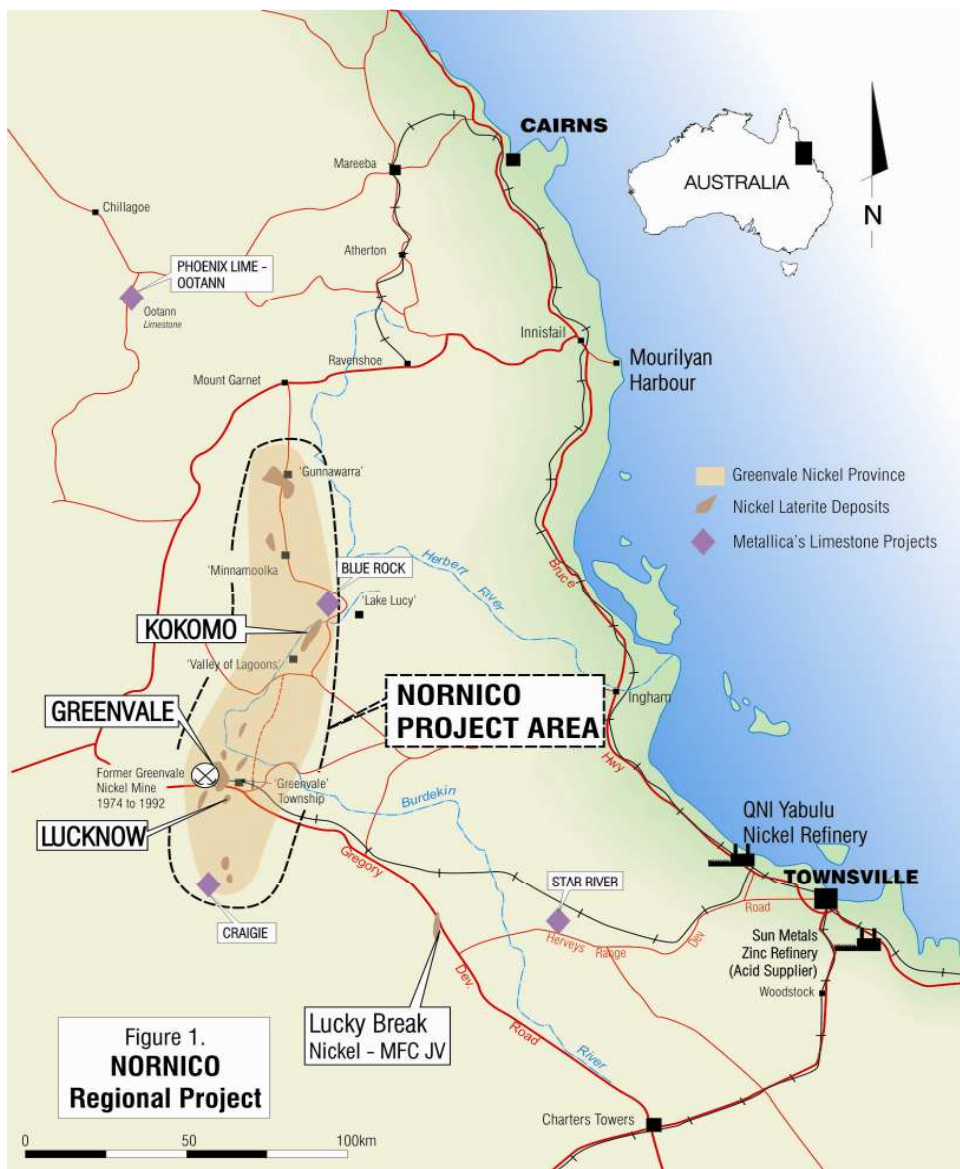 CAIRNS
Mareeba
AUSTRALIA
N
Chillagoe
Atherton
PHOENIX LIME -
OOTANN
Ootann
Limestone
Innisfail
Ravenshoe
Mourilyan
Harbour
Mount Garnet
Greenvale Nickel Province
Nickel Laterite Deposits
Metallica's Limestone Projects
'Gunnawarra'
'Minnamoolka'
BLUE ROCK
Herbert
River
Bruce
Hwy
'Lake Lucy'
KOKOMO
'Valley of Lagoons'
NORNICO
PROJECT AREA
Ingham
GREENVALE
Former Greenvale
Nickel Mine
1974 to 1992
'Greenvale'
Township
LUCKNOW
Burdekin
River
QNI Yabulu
Nickel Refinery
TOWNSVILLE
Gregory
Dev.
Road
STAR RIVER
Herveys Range Dev Road
CRAIGIE
Sun Metals
Zinc Refinery
(Acid Supplier)
Woodstock
Lucky Break
Nickel - MFC JV
Figure 1.
NORNICO
Regional Project
Charters Towers
0 50 100km